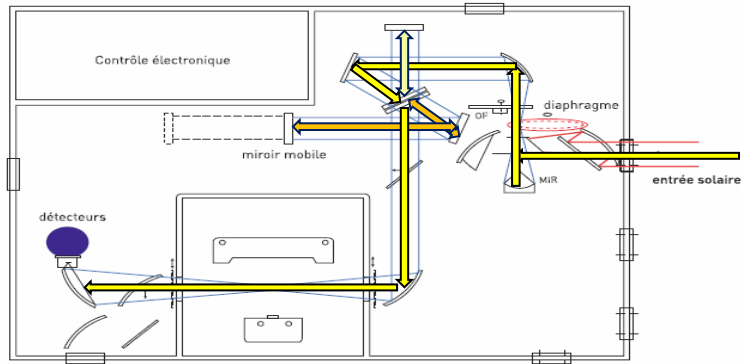 Contrôle électronique
diaphragme
OF
miroir mobile
MIR
entrée solaire
détecteurs